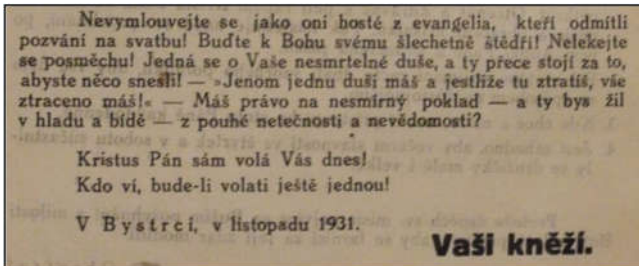 Nevymlouvejte se, jako oni hosté z evangelia, kteří odmítli
pozvání na svatbu! Buďte k Bohu svému šlechetně štědří! Nelekejte
se posměchu! Jedná se o Vaše nesmrtelné duše, a ty přece stojí za to,
abyste něco snesli! — »Jenom jednu duši máš a jestliže tu ztratíš, vše
ztraceno máš!« — Máš právo na nesmírný poklad — a ty bys žil
v hladu a bídě — z pouhé netečnosti a nevědomosti?
Kristus Pán sám volá Vás dnes!
Kdo ví, bude-li volati ještě jednou!
V Bystrci, v listopadu 1931.
Vaši kněží.